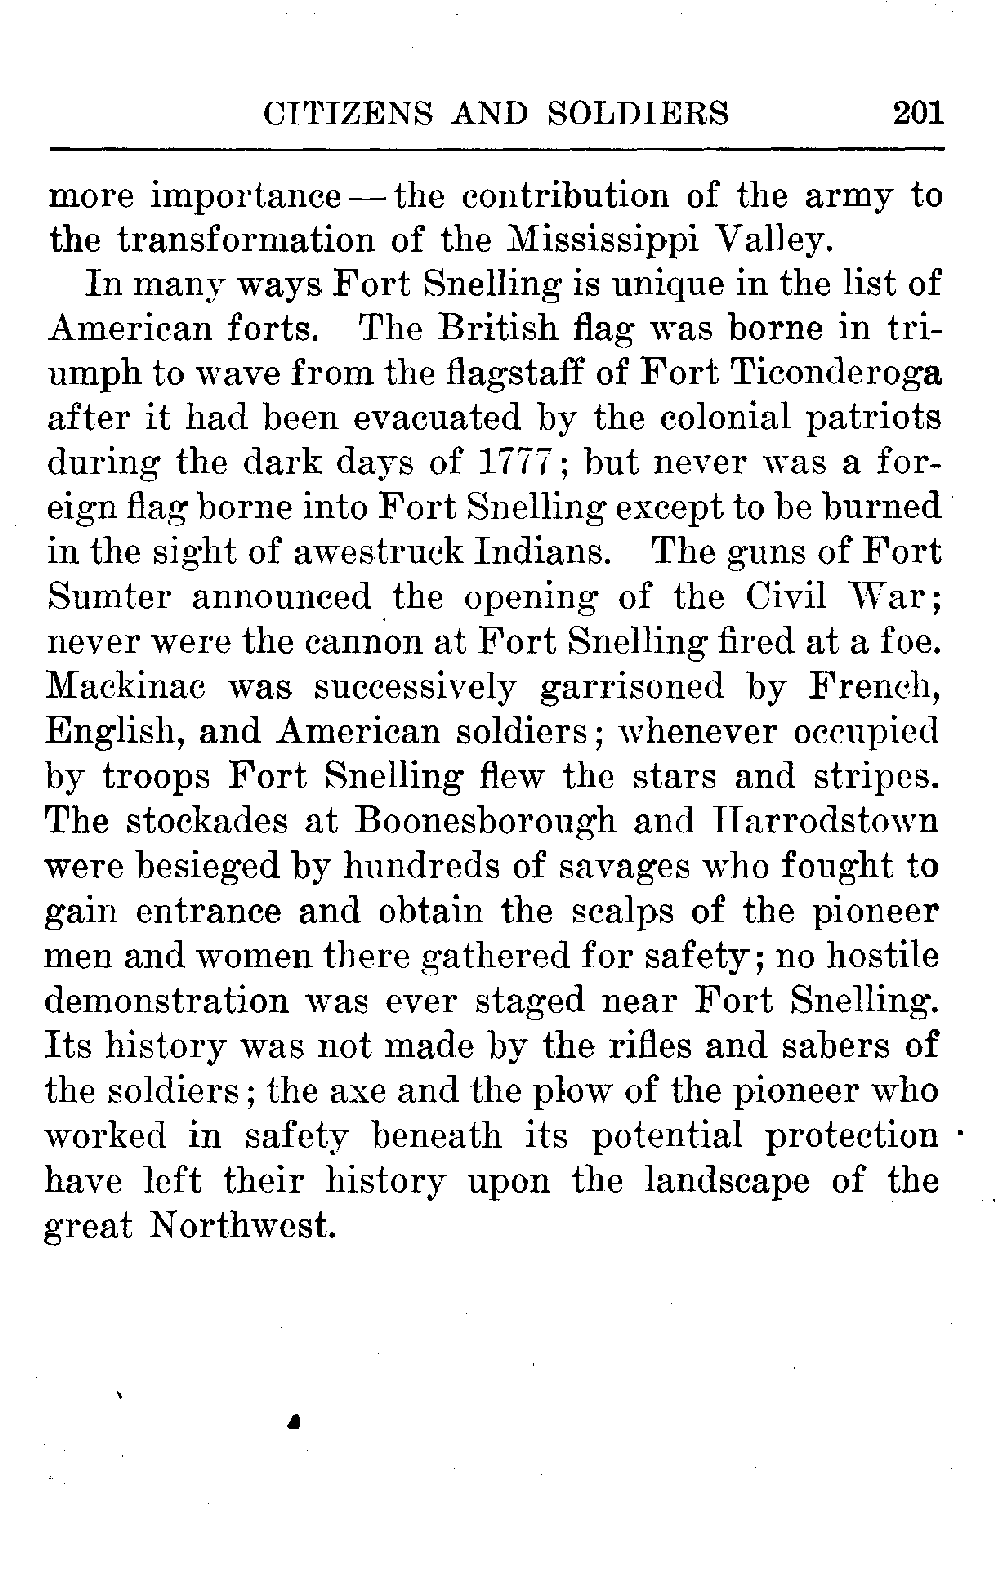 CITIZENS AND SOLDIERS 201
more importance — the contribution of the army to
the transformation of the Mississippi Valley.
In many ways Fort Snelling is unique in the list of
American forts. The British flag was borne in tri-
umph to wave from the flagstaff of Fort Ticonderoga
after it had been evacuated by the colonial patriots
during the dark days of 1777; but never was a for-
eign flag borne into Fort Snelling except to be burned
in the sight of awestruck Indians. The guns of Fort
Sumter announced the opening of the Civil War;
never were the cannon at Fort Snelling fired at a foe.
Mackinac was successively garrisoned by French,
English, and American soldiers; whenever occupied
by troops Fort Snelling flew the stars and stripes.
The stockades at Boonesborough and Harrodstown
were besieged by hundreds of savages who fought to
gain entrance and obtain the scalps of the pioneer
men and women there gathered for safety; no hostile
demonstration was ever staged near Fort Snelling.
Its history was not made by the rifles and sabers of
the soldiers; the axe and the plow of the pioneer who
worked in safety beneath its potential protection
have left their history upon the landscape of the
great Northwest.